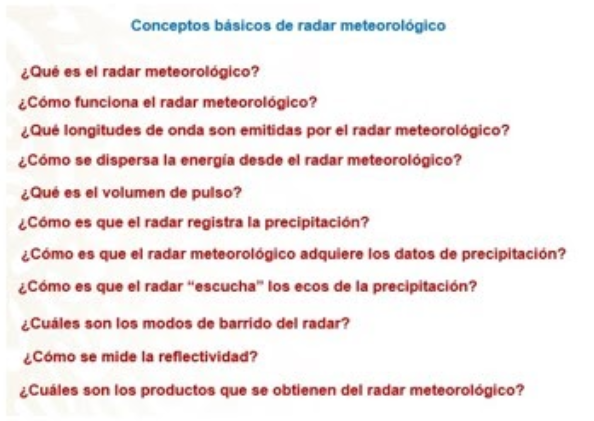 Conceptos básicos de radar meteorológico
¿Qué es el radar meteorológico?
¿Cómo funciona el radar meteorológico?
¿Qué longitudes de onda son emitidas por el radar meteorológico?
¿Cómo se dispersa la energía desde el radar meteorológico?
¿Qué es el volumen de pulso?
¿Cómo es que el radar registra la precipitación?
¿Cómo es que el radar meteorológico adquiere los datos de precipitación?
¿Cómo es que el radar “escucha” los ecos de la precipitación?
¿Cuáles son los modos de barrido del radar?
¿Cómo se mide la reflectividad?
¿Cuáles son los productos que se obtienen del radar meteorológico?